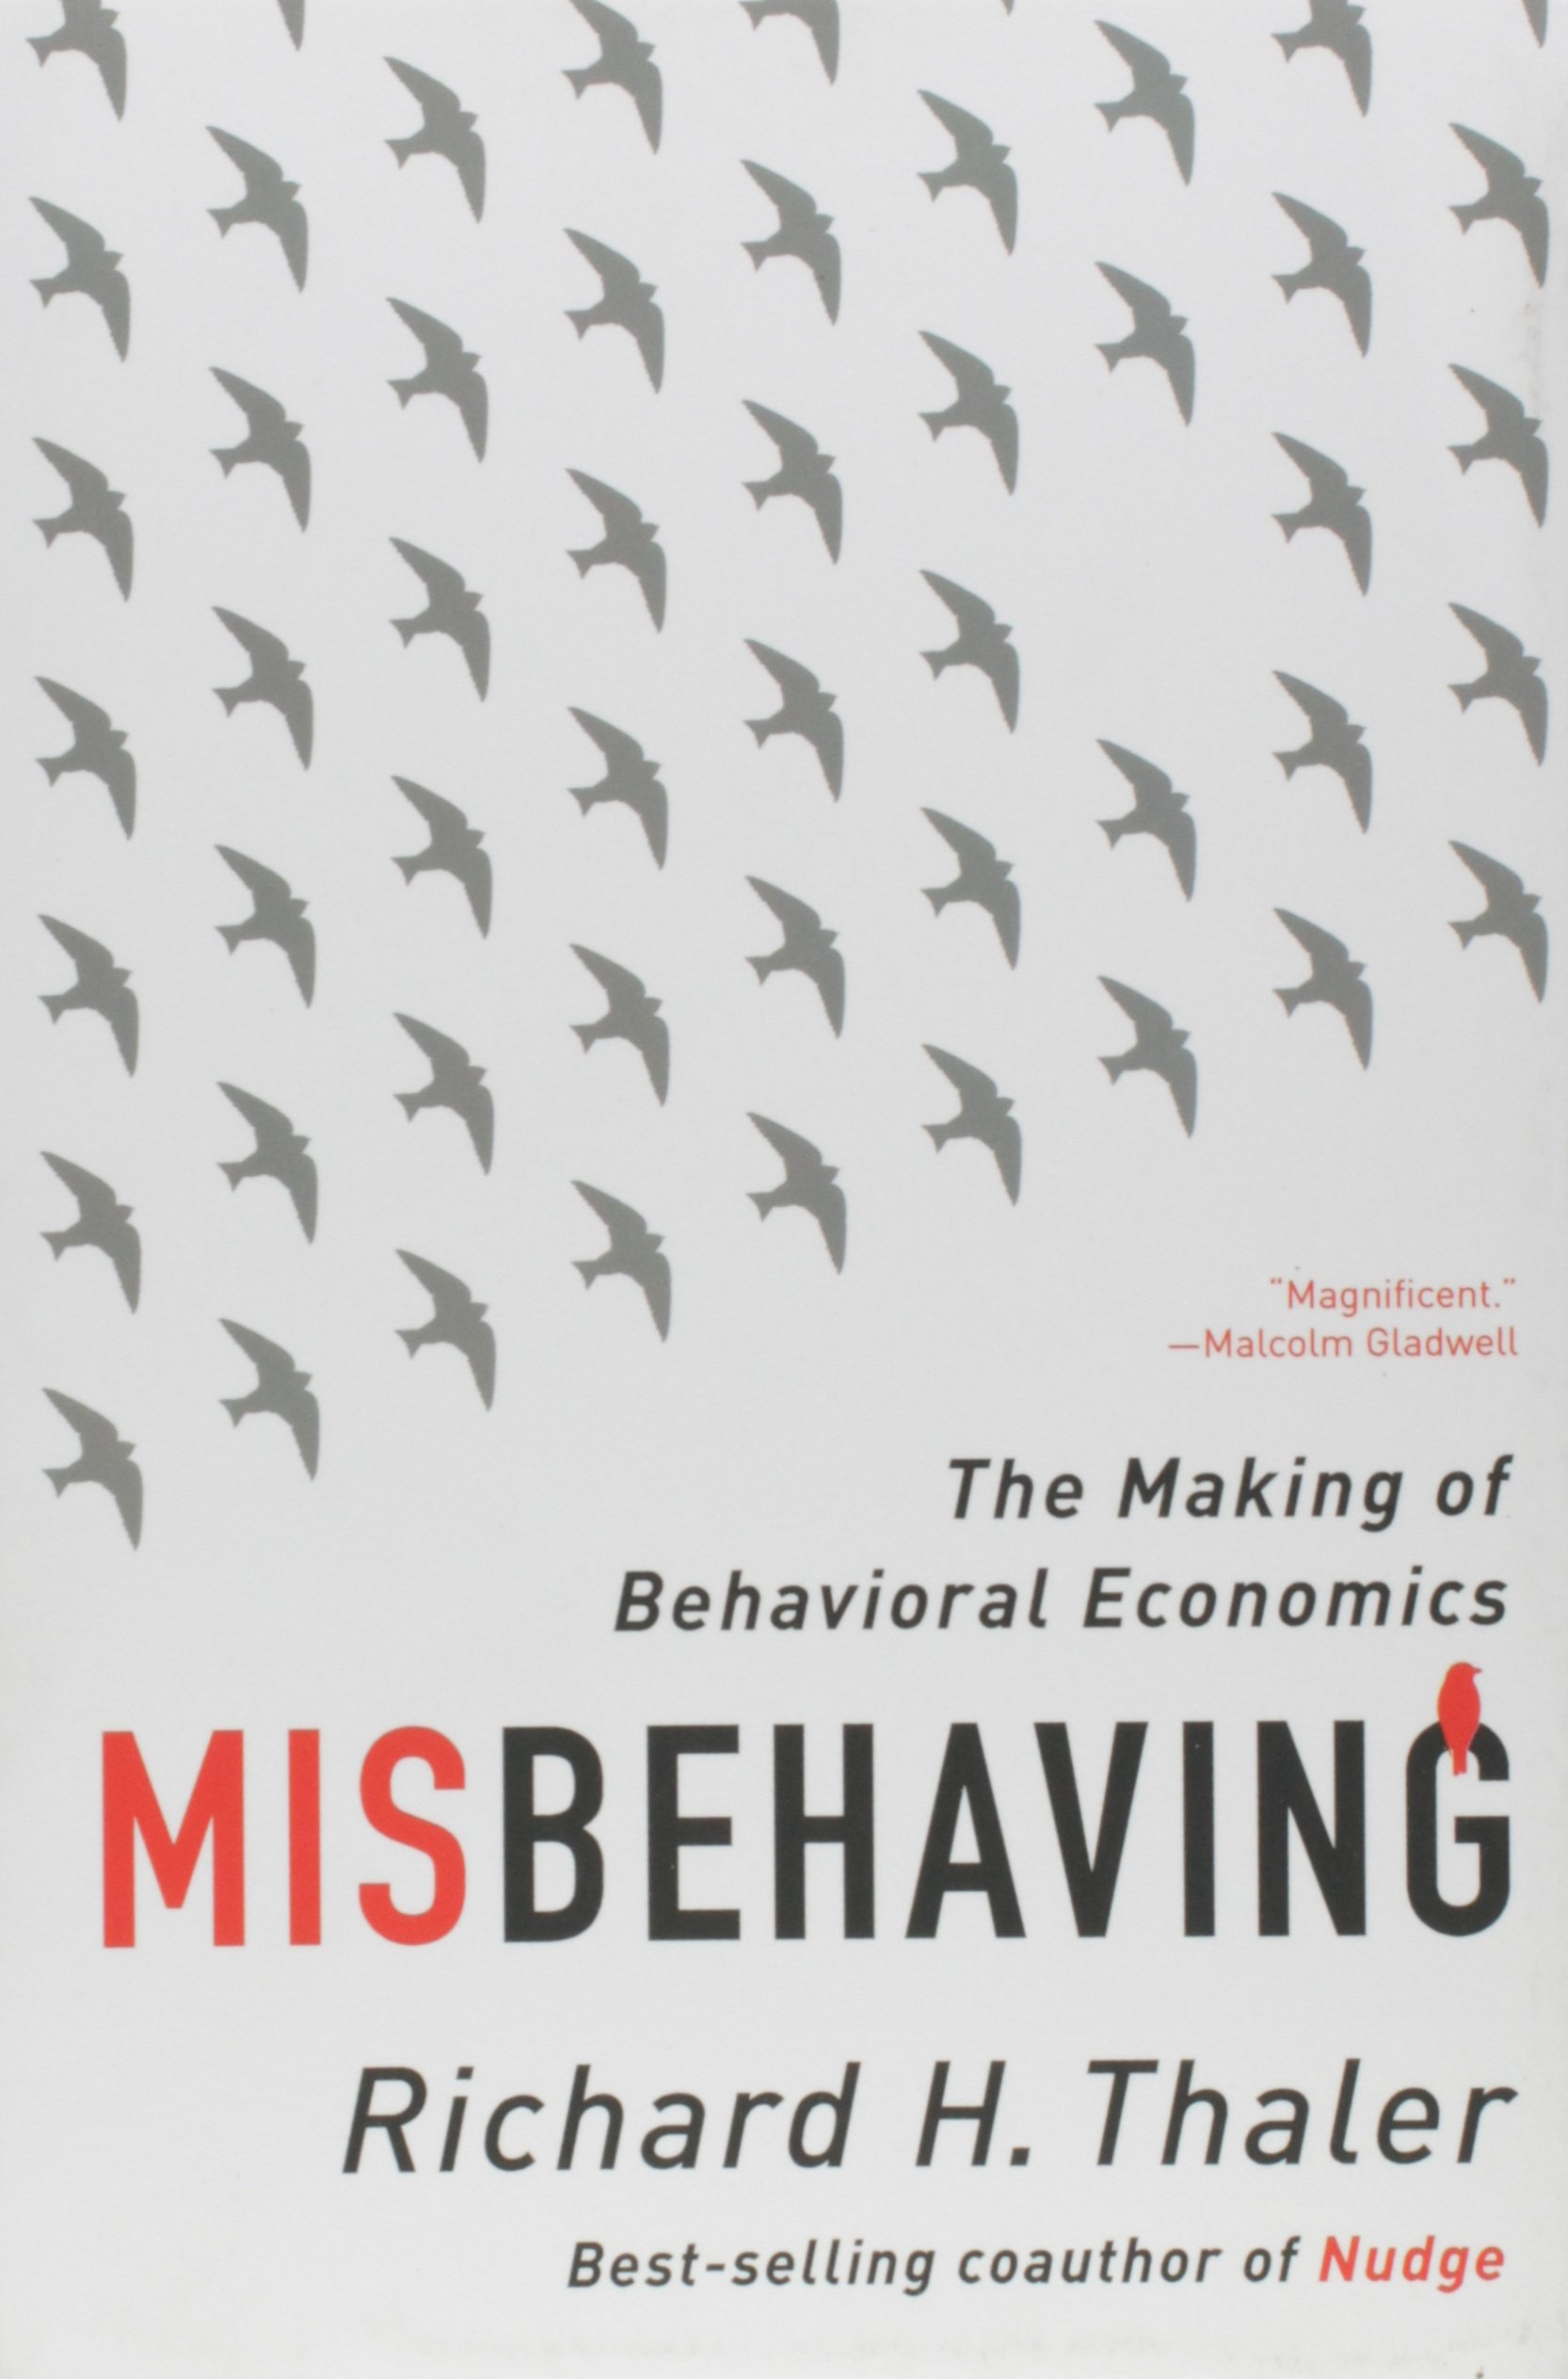 “Magnificent.”
—Malcolm Gladwell
The Making of
Behavioral Economics
MISBEHAVING
Richard H. Thaler
Best-selling coauthor of Nudge